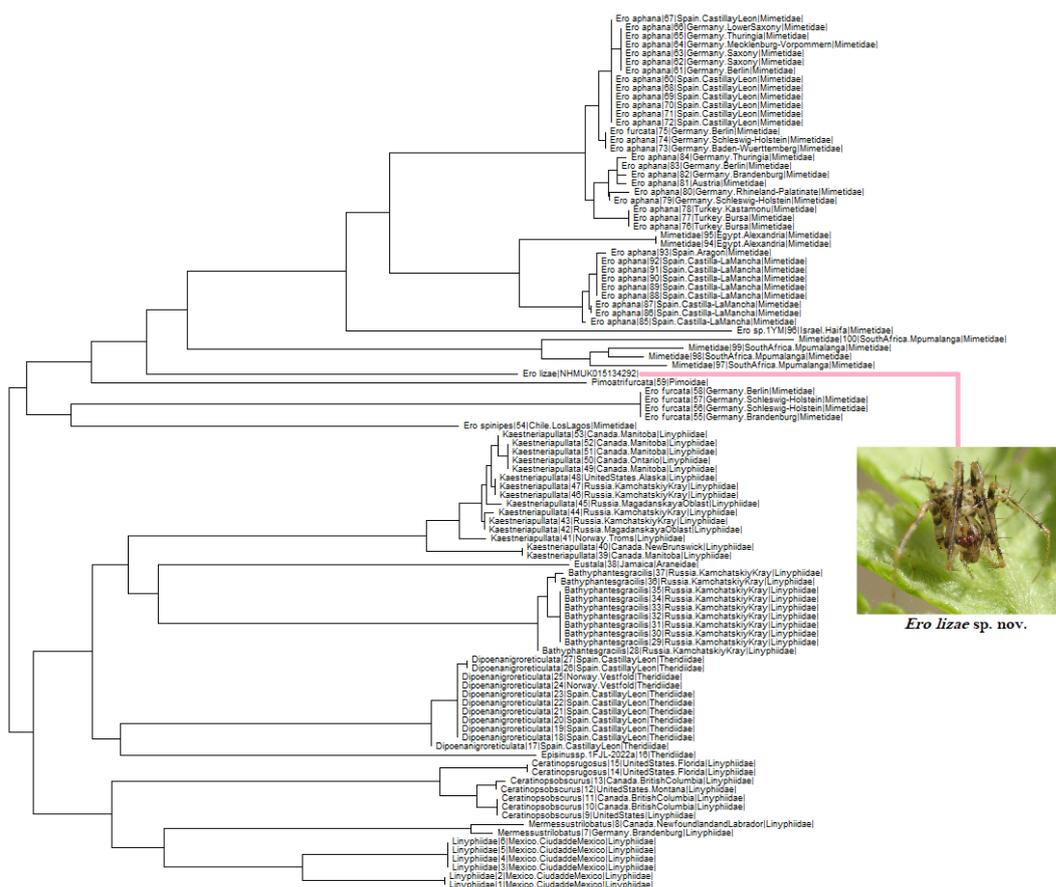 Ero aphana|67|Spain.CastillayLeon|Mimetidae|
Ero aphana|66|Germany.LowerSaxony|Mimetidae|
Ero aphana|65|Germany.Thuringia|Mimetidae|
Ero aphana|64|Germany.Mecklenburg-Vorpommern|Mimetidae|
Ero aphana|63|Germany.Saxony|Mimetidae|
Ero aphana|62|Germany.Saxony|Mimetidae|
Ero aphana|61|Germany.Berlin|Mimetidae|
Ero aphana|60|Spain.CastillayLeon|Mimetidae|
Ero aphana|68|Spain.CastillayLeon|Mimetidae|
Ero aphana|69|Spain.CastillayLeon|Mimetidae|
Ero aphana|70|Spain.CastillayLeon|Mimetidae|
Ero aphana|71|Spain.CastillayLeon|Mimetidae|
Ero aphana|72|Spain.CastillayLeon|Mimetidae|
Ero furcata|75|Germany.Berlin|Mimetidae|
Ero aphana|74|Germany.Schleswig-Holstein|Mimetidae|
Ero aphana|73|Germany.Baden-Wuerttemberg|Mimetidae|
Ero aphana|84|Germany.Thuringia|Mimetidae|
Ero aphana|83|Germany.Berlin|Mimetidae|
Ero aphana|82|Germany.Brandenburg|Mimetidae|
Ero aphana|81|Austria|Mimetidae|
Ero aphana|80|Germany.Rhineland-Palatinate|Mimetidae|
Ero aphana|79|Germany.Schleswig-Holstein|Mimetidae|
Ero aphana|78|Turkey.Kastamonu|Mimetidae|
Ero aphana|77|Turkey.Bursa|Mimetidae|
Ero aphana|76|Turkey.Bursa|Mimetidae|
Mimetidae|95|Egypt.Alexandria|Mimetidae|
Mimetidae|94|Egypt.Alexandria|Mimetidae|
Ero aphana|93|Spain.Aragon|Mimetidae|
Ero aphana|92|Spain.Castilla-LaMancha|Mimetidae|
Ero aphana|91|Spain.Castilla-LaMancha|Mimetidae|
Ero aphana|90|Spain.Castilla-LaMancha|Mimetidae|
Ero aphana|89|Spain.Castilla-LaMancha|Mimetidae|
Ero aphana|88|Spain.Castilla-LaMancha|Mimetidae|
Ero aphana|87|Spain.Castilla-LaMancha|Mimetidae|
Ero aphana|86|Spain.Castilla-LaMancha|Mimetidae|
Ero aphana|85|Spain.Castilla-LaMancha|Mimetidae|
Ero sp.1YM|96|Israel.Haifa|Mimetidae|
Mimetidae|100|SouthAfrica.Mpumalanga|Mimetidae|
Mimetidae|99|SouthAfrica.Mpumalanga|Mimetidae|
Mimetidae|98|SouthAfrica.Mpumalanga|Mimetidae|
Mimetidae|97|SouthAfrica.Mpumalanga|Mimetidae|
Ero lizae|NHMUK015134292|
Pimoatrifurcata|59|Pimoidae|
Ero furcata|58|Germany.Berlin|Mimetidae|
Ero furcata|57|Germany.Schleswig-Holstein|Mimetidae|
Ero furcata|56|Germany.Schleswig-Holstein|Mimetidae|
Ero furcata|55|Germany.Brandenburg|Mimetidae|
Ero spinipes|54|Chile.LosLagos|Mimetidae|
Kaestneriapullata|53|Canada.Manitoba|Linyphiidae|
Kaestneriapullata|52|Canada.Manitoba|Linyphiidae|
Kaestneriapullata|51|Canada.Manitoba|Linyphiidae|
Kaestneriapullata|50|Canada.Ontario|Linyphiidae|
Kaestneriapullata|49|Canada.Manitoba|Linyphiidae|
Kaestneriapullata|48|UnitedStates.Alaska|Linyphiidae|
Kaestneriapullata|47|Russia.KamchatskiyKray|Linyphiidae|
Kaestneriapullata|46|Russia.KamchatskiyKray|Linyphiidae|
Kaestneriapullata|45|Russia.MagadanskayaOblast|Linyphiidae|
Kaestneriapullata|44|Russia.KamchatskiyKray|Linyphiidae|
Kaestneriapullata|43|Russia.KamchatskiyKray|Linyphiidae|
Kaestneriapullata|42|Russia.MagadanskayaOblast|Linyphiidae|
Kaestneriapullata|41|Norway.Troms|Linyphiidae|
Kaestneriapullata|40|Canada.NewBrunswick|Linyphiidae|
Kaestneriapullata|39|Canada.Manitoba|Linyphiidae|
Eustala|38|Jamaica|Araneidae|
Bathyphantesgracilis|37|Russia.KamchatskiyKray|Linyphiidae|
Bathyphantesgracilis|36|Russia.KamchatskiyKray|Linyphiidae|
Bathyphantesgracilis|35|Russia.KamchatskiyKray|Linyphiidae|
Bathyphantesgracilis|34|Russia.KamchatskiyKray|Linyphiidae|
Bathyphantesgracilis|33|Russia.KamchatskiyKray|Linyphiidae|
Bathyphantesgracilis|32|Russia.KamchatskiyKray|Linyphiidae|
Bathyphantesgracilis|31|Russia.KamchatskiyKray|Linyphiidae|
Bathyphantesgracilis|30|Russia.KamchatskiyKray|Linyphiidae|
Bathyphantesgracilis|29|Russia.KamchatskiyKray|Linyphiidae|
Bathyphantesgracilis|28|Russia.KamchatskiyKray|Linyphiidae|
Ero lizae sp. nov.
Dipoenanigroreticulata|27|Spain.CastillayLeon|Theridiidae|
Dipoenanigroreticulata|26|Spain.CastillayLeon|Theridiidae|
Dipoenanigroreticulata|25|Norway.Vestfold|Theridiidae|
Dipoenanigroreticulata|24|Norway.Vestfold|Theridiidae|
Dipoenanigroreticulata|23|Spain.CastillayLeon|Theridiidae|
Dipoenanigroreticulata|22|Spain.CastillayLeon|Theridiidae|
Dipoenanigroreticulata|21|Spain.CastillayLeon|Theridiidae|
Dipoenanigroreticulata|20|Spain.CastillayLeon|Theridiidae|
Dipoenanigroreticulata|19|Spain.CastillayLeon|Theridiidae|
Dipoenanigroreticulata|18|Spain.CastillayLeon|Theridiidae|
Dipoenanigroreticulata|17|Spain.CastillayLeon|Theridiidae|
Episinussp.1FJL-2022a|16|Theridiidae|
Ceratinopsrugosus|15|UnitedStates.Florida|Linyphiidae|
Ceratinopsrugosus|14|UnitedStates.Florida|Linyphiidae|
Ceratinopsobscurus|13|Canada.BritishColumbia|Linyphiidae|
Ceratinopsobscurus|12|UnitedStates.Montana|Linyphiidae|
Ceratinopsobscurus|11|Canada.BritishColumbia|Linyphiidae|
Ceratinopsobscurus|10|Canada.BritishColumbia|Linyphiidae|
Ceratinopsobscurus|9|UnitedStates|Linyphiidae|
Mermessustrilobatus|8|Canada.NewfoundlandandLabrador|Linyphiidae|
Mermessustrilobatus|7|Germany.Brandenburg|Linyphiidae|
Linyphiidae|6|Mexico.CiudaddeMexico|Linyphiidae|
Linyphiidae|5|Mexico.CiudaddeMexico|Linyphiidae|
Linyphiidae|4|Mexico.CiudaddeMexico|Linyphiidae|
Linyphiidae|3|Mexico.CiudaddeMexico|Linyphiidae|
Linyphiidae|2|Mexico.CiudaddeMexico|Linyphiidae|
Linyphiidae|1|Mexico.CiudaddeMexico|Linyphiidae|